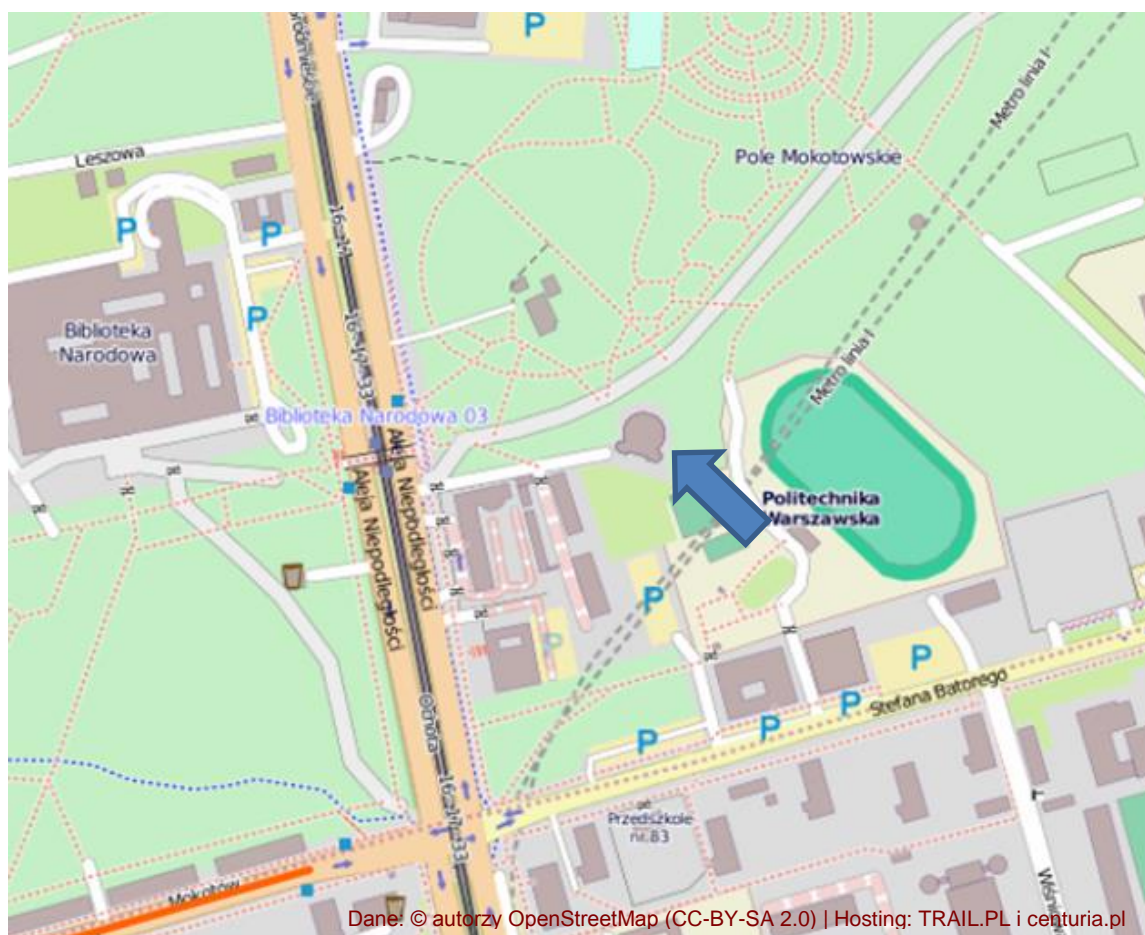 P
Leszowa
Metro linia I
Pole Mokotowskie
P
P
P
Biblioteka
Narodowa
Metro linia I
Biblioteka Narodowa 03
Aleja Niepodległości
Aleja Niepodległości
Politechnika
Warszawska
P
P
P
Stefana Batorego
P
P
P
Przedszkole
nr 83
Mokotów
Dane: © autorzy OpenStreetMap (CC-BY-SA 2.0) | Hosting: TRAIL.PL i centuria.pl